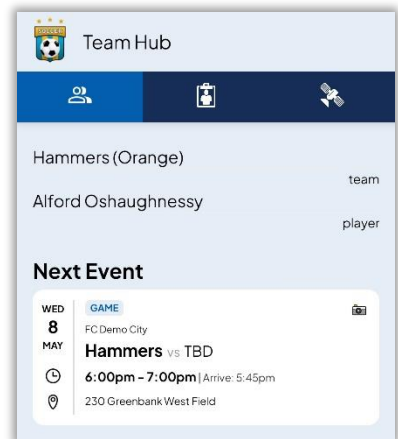 SOCCER
Team Hub
Hammers (Orange)
team
Alford Oshaughnessy
player
Next Event
WED
8
MAY
GAME
FC Demo City
Hammers vs TBD
6:00pm - 7:00pm | Arrive: 5:45pm
230 Greenbank West Field